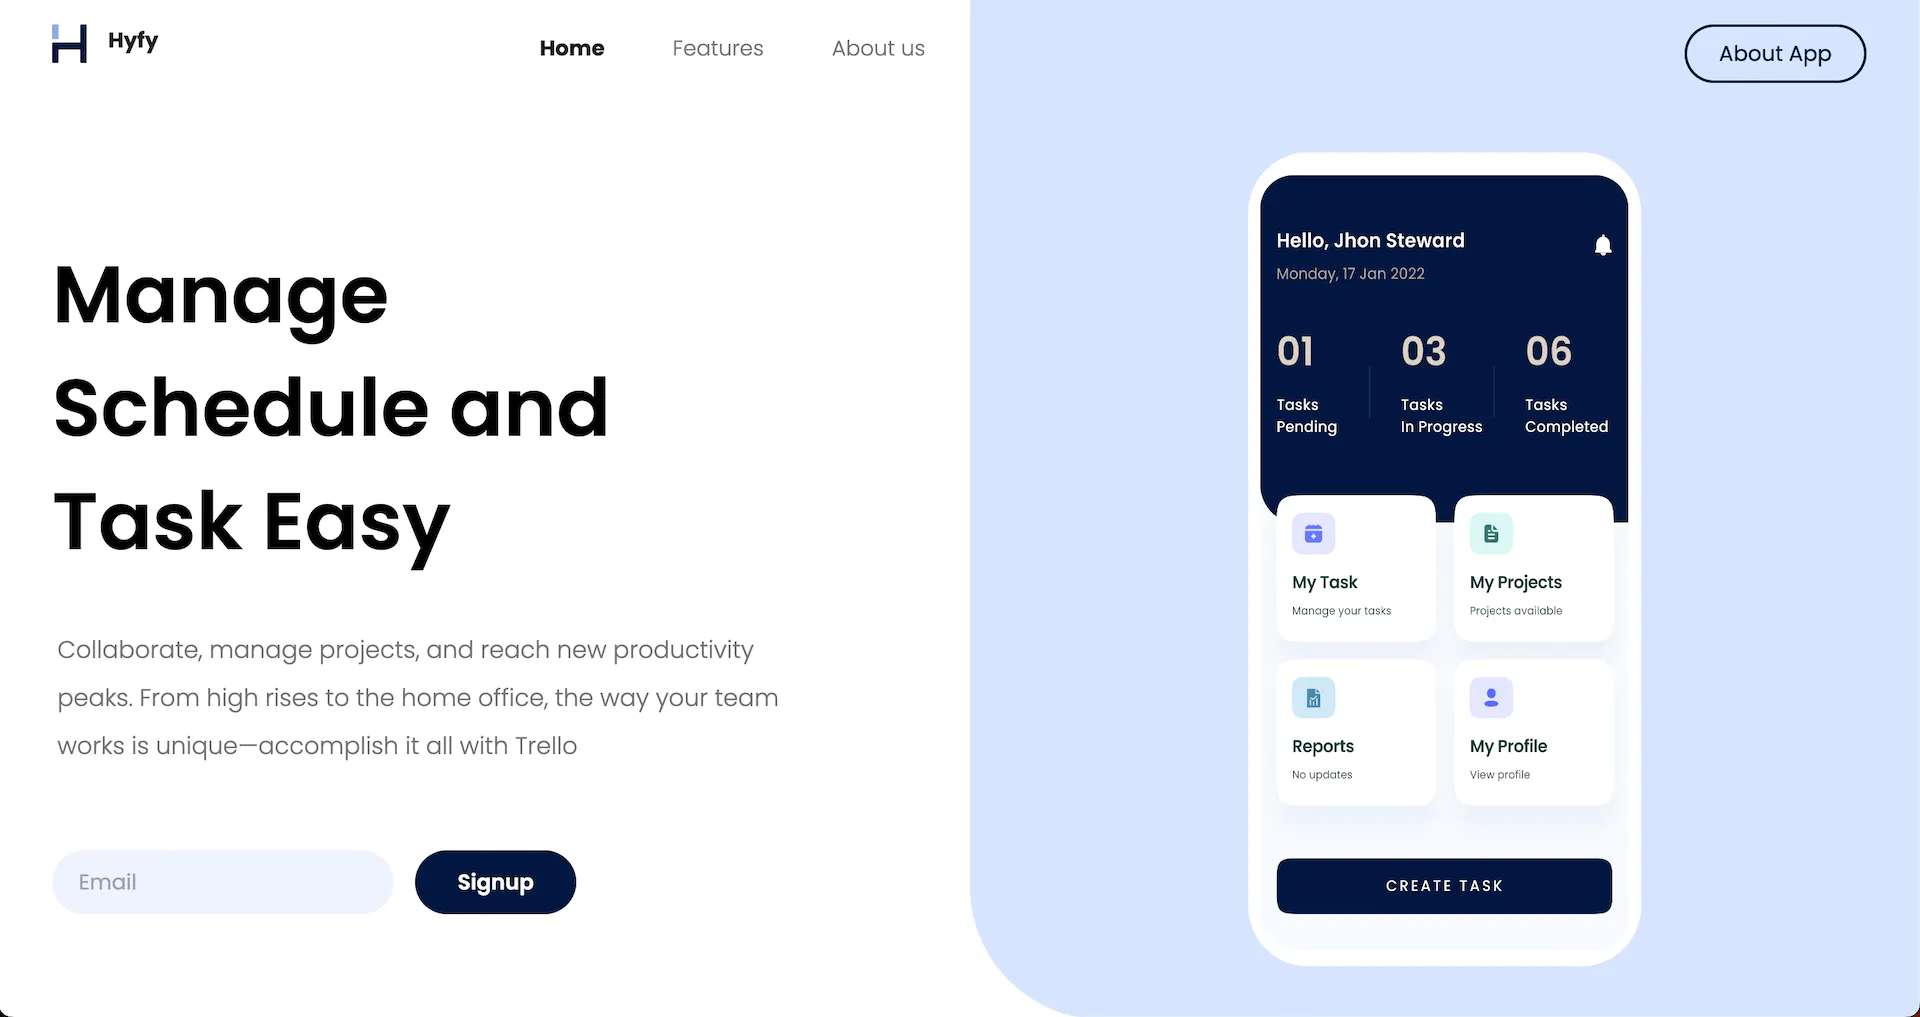 Hyfy
Home
Features
About us
About App
Manage
Schedule and
Task Easy
Collaborate, manage projects, and reach new productivity
peaks. From high rises to the home office, the way your team
works is unique—accomplish it all with Trello
Email
Signup
Hello, Jhon Steward
Monday, 17 Jan 2022
01
Tasks
Pending
03
Tasks
In Progress
06
Tasks
Completed
My Task
Manage your tasks
My Projects
Projects available
Reports
No updates
My Profile
View profile
CREATE TASK